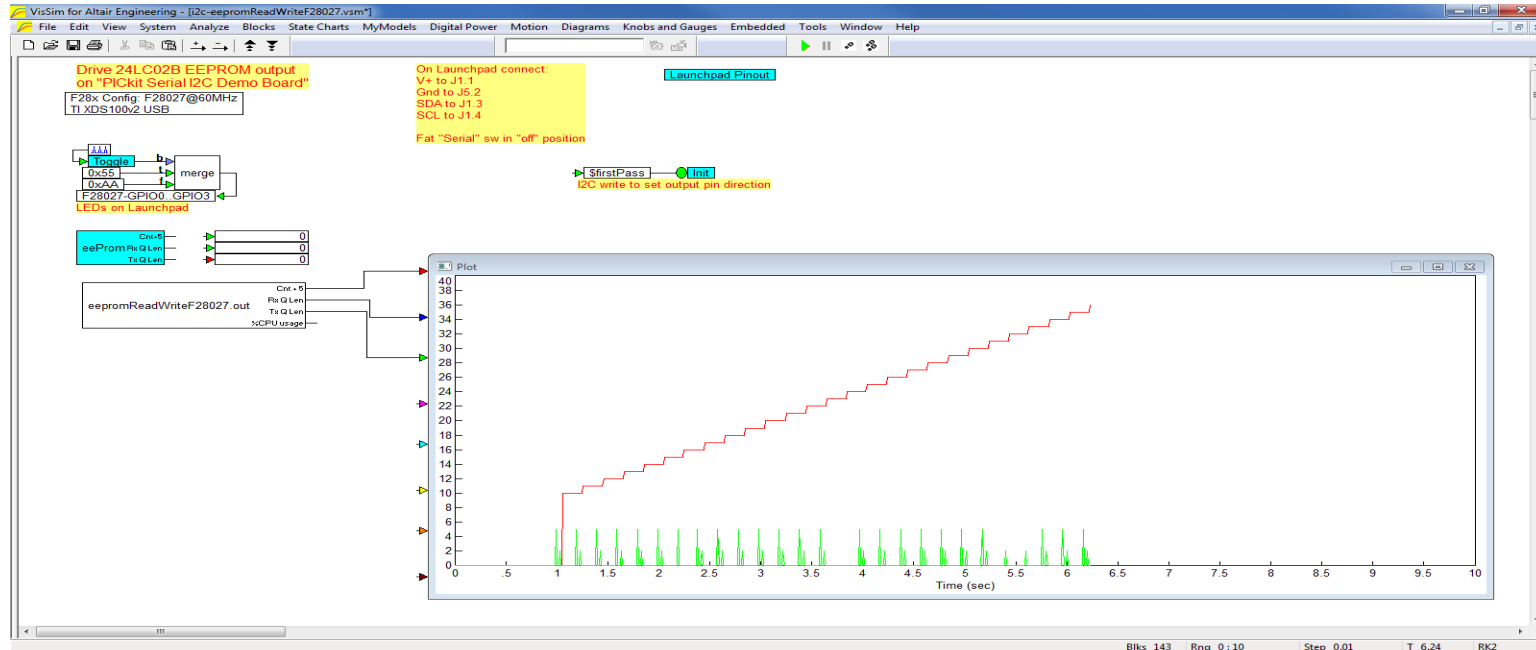 VisSim for Altair Engineering - [i2c-eepromReadWriteF28027.vsm*]
File Edit View Simulate Analyze Blocks State Charts MyModels Digital Power Motion Diagrams Knobs and Gauges Embedded Tools Window Help
Drive 24LC02B EEPROM output
on "PICkit Serial I2C Demo Board"
F28x Config: F28027@60MHz
TI XDS100v2 USB
On Launchpad connect:
V+ to J1.1
Gnd to J5.2
SDA to J1.3
SCL to J1.4
Fat "Serial" sw in "off" position
Launchpad Pinout
Toggle
b
0x55
t
merge
0xAA
f
F28027-GPIO0..GPIO3
LEDs on Launchpad
$firstPass
Init
I2C write to set output pin direction
eeProm
Cnt+5
Rx Q Len
Tx Q Len
0
0
0
eepromReadWriteF28027.out
Cnt + 5
Rx Q Len
Tx Q Len
%CPU usage
Plot
40
38
36
34
32
30
28
26
24
22
20
18
16
14
12
10
8
6
4
2
0
0 .5 1 1.5 2 2.5 3 3.5 4 4.5 5 5.5 6 6.5 7 7.5 8 8.5 9 9.5 10
Time (sec)
Blks 143 Rng 0:10 Step 0.01 T 6.24 RK2